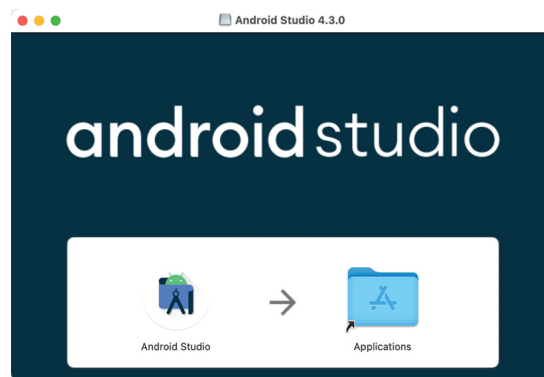 Android Studio 4.3.0
android studio
Android Studio
Applications